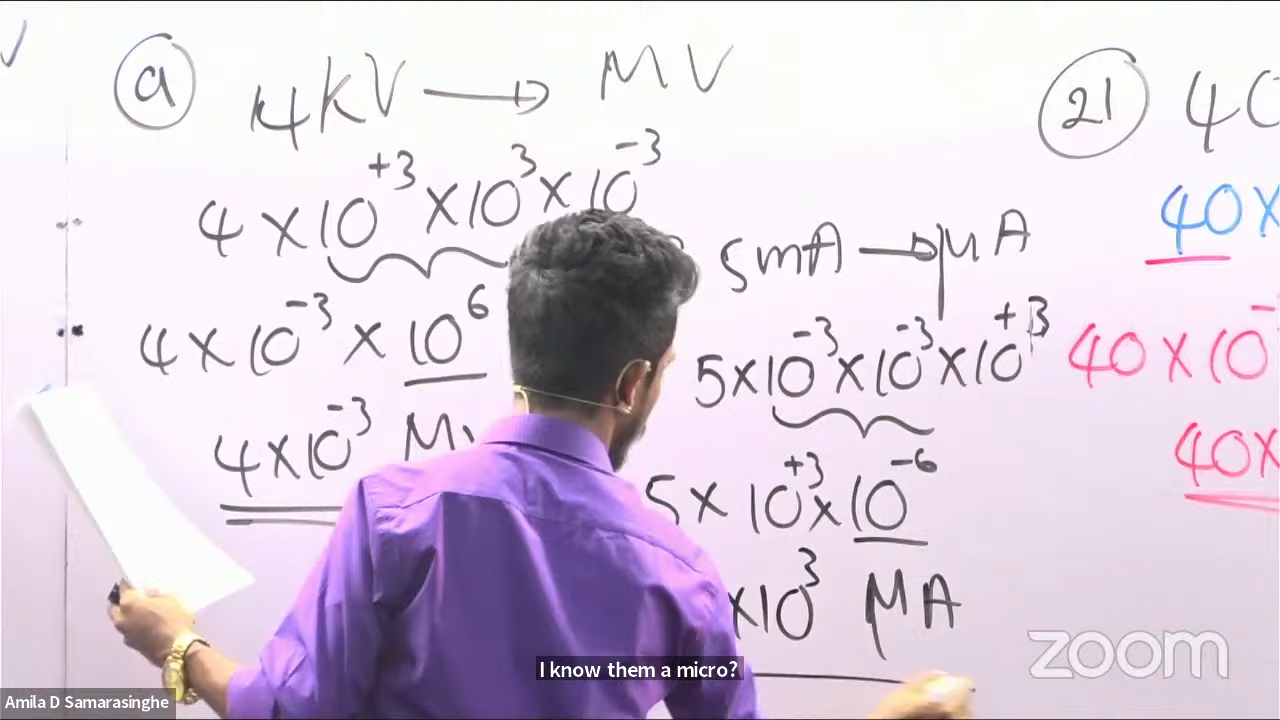 a
4KV → MV
4 × 10⁺³ × 10³ × 10⁻³
4 × 10⁻³ × 10⁶
4×10⁻³ M
5mA → μA
5×10⁻³×10⁻³×10⁺³
5× 10⁺³×10⁻⁶
×10³ μA
21 40
40×
40×10⁻
40×
zoom
I know them a micro?
Amila D Samarasinghe